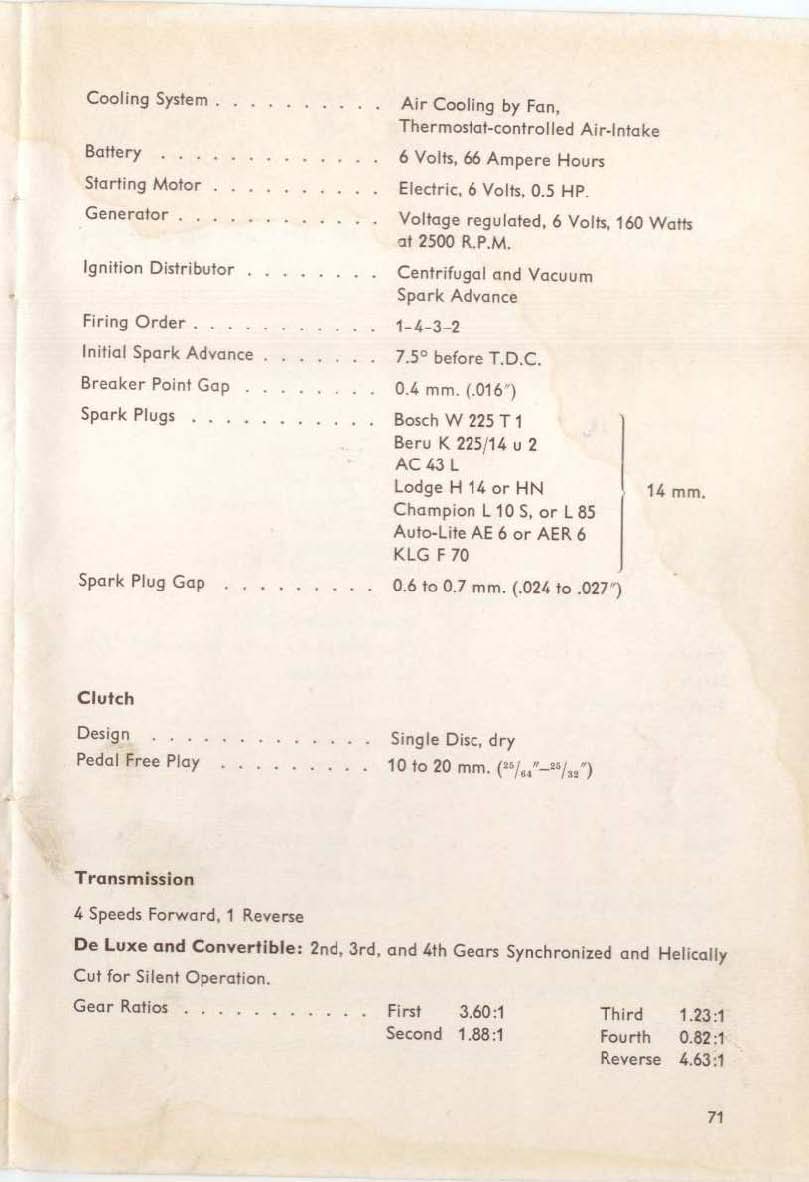 Cooling System . . . . . . . . . . Air Cooling by Fan,
Thermostat-controlled Air-Intake
Battery . . . . . . . . . . . . . 6 Volts, 66 Ampere Hours
Starting Motor . . . . . . . . . . Electric, 6 Volts, 0.5 HP.
Generator . . . . . . . . . . . . Voltage regulated, 6 Volts, 160 Watts
at 2500 R.P.M.
Ignition Distributor . . . . . . . . Centrifugal and Vacuum
Spark Advance
Firing Order . . . . . . . . . . . 1-4-3-2
Initial Spark Advance . . . . . . . 7.5° before T.D.C.
Breaker Point Gap . . . . . . . . 0.4 mm. (.016″)
Spark Plugs . . . . . . . . . . . Bosch W 225 T 1
Beru K 225/14 u 2
AC 43 L
Lodge H 14 or HN 14 mm.
Champion L 10 S, or L 85
Auto-Lite AE 6 or AER 6
KLG F 70
Spark Plug Gap . . . . . . . . . 0.6 to 0.7 mm. (.024 to .027″)
Clutch
Design . . . . . . . . . . . . . Single Disc, dry
Pedal Free Play . . . . . . . . . 10 to 20 mm. (25/64″–25/32″)
Transmission
4 Speeds Forward, 1 Reverse
De Luxe and Convertible: 2nd, 3rd, and 4th Gears Synchronized and Helically
Cut for Silent Operation.
Gear Ratios . . . . . . . . . . . First 3.60:1 Third 1.23:1
Second 1.88:1 Fourth 0.82:1
Reverse 4.63:1
71